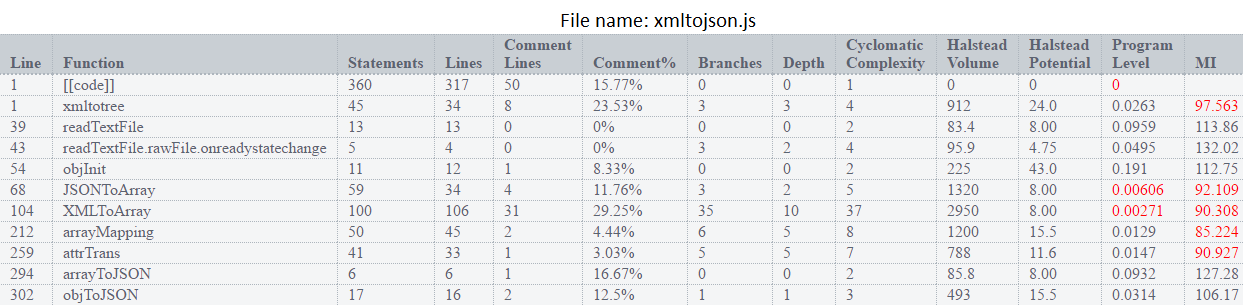 File name: xmltojson.js
Line Function Statements Lines Comment Lines Comment% Branches Depth Cyclomatic Complexity Halstead Volume Halstead Potential Program Level MI
1 [[code]] 360 317 50 15.77% 0 0 1 0 0 0
1 xmltotree 45 34 8 23.53% 3 3 4 912 24.0 0.0263 97.563
39 readTextFile 13 13 0 0% 0 0 2 83.4 8.00 0.0959 113.86
43 readTextFile.rawFile.onreadystatechange 5 4 0 0% 3 2 4 95.9 4.75 0.0495 132.02
54 objInit 11 12 1 8.33% 0 0 2 225 43.0 0.191 112.75
68 JSONToArray 59 34 4 11.76% 3 2 5 1320 8.00 0.00606 92.109
104 XMLToArray 100 106 31 29.25% 35 10 37 2950 8.00 0.00271 90.308
212 arrayMapping 50 45 2 4.44% 6 5 8 1200 15.5 0.0129 85.224
259 attrTrans 41 33 1 3.03% 5 5 7 788 11.6 0.0147 90.927
294 arrayToJSON 6 6 1 16.67% 0 0 2 85.8 8.00 0.0932 127.28
302 objToJSON 17 16 2 12.5% 1 1 3 493 15.5 0.0314 106.17